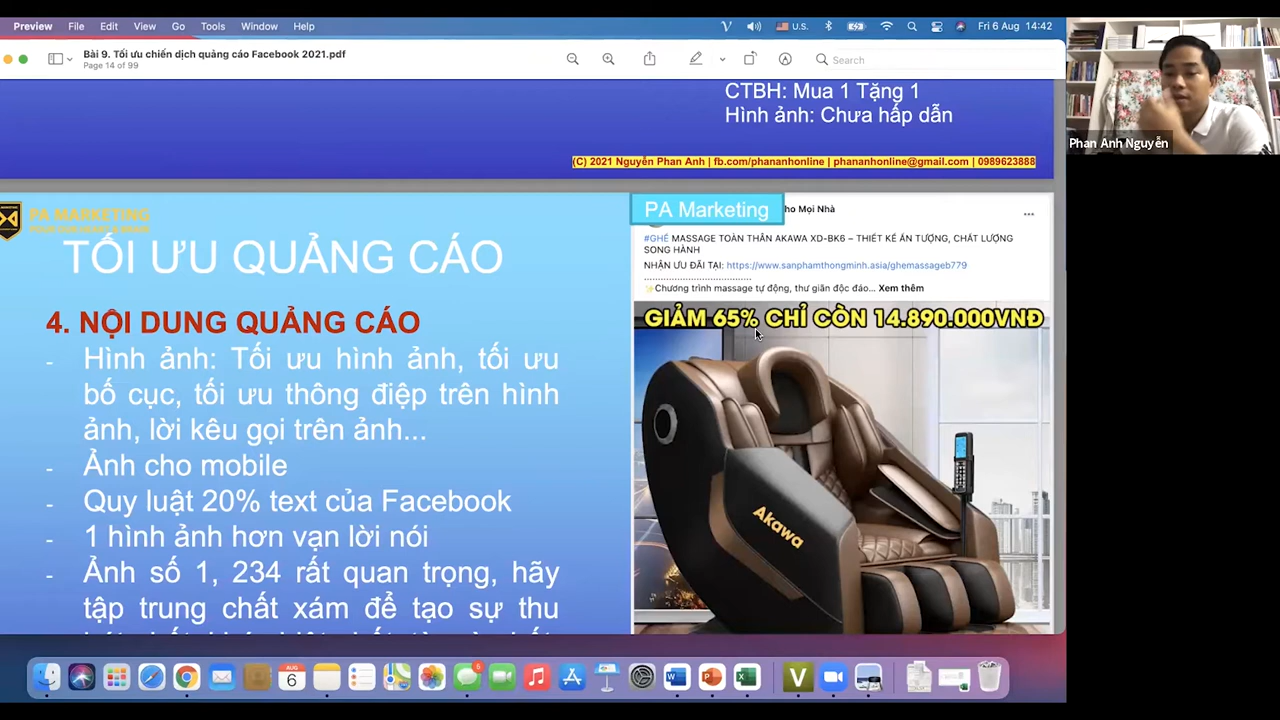 Preview File Edit View Go Tools Window Help
U.S.
Fri 6 Aug 14:42
Bài 9. Tối ưu chiến dịch quảng cáo Facebook 2021.pdf
Page 14 of 99
Search
CTBH: Mua 1 Tặng 1
Hình ảnh: Chưa hấp dẫn
(C) 2021 Nguyễn Phan Anh | fb.com/phananhonline | phananhonline@gmail.com | 0989623888
Phan Anh Nguyễn
PA MARKETING
TỐI ƯU QUẢNG CÁO
4. NỘI DUNG QUẢNG CÁO
- Hình ảnh: Tối ưu hình ảnh, tối ưu
bố cục, tối ưu thông điệp trên hình
ảnh, lời kêu gọi trên ảnh...
- Ảnh cho mobile
- Quy luật 20% text của Facebook
- 1 hình ảnh hơn vạn lời nói
- Ảnh số 1, 234 rất quan trọng, hãy
tập trung chất xám để tạo sự thu
PA Marketing
ho Mọi Nhà
#GHẾ MASSAGE TOÀN THÂN AKAWA XD-BK6 – THIẾT KẾ ẤN TƯỢNG, CHẤT LƯỢNG
SONG HÀNH
NHẬN ƯU ĐÃI TẠI: https://www.sanphamthongminh.asia/ghemassageb779
✨Chương trình massage tự động, thư giãn độc đáo... Xem thêm
GIẢM 65% CHỈ CÒN 14.890.000VNĐ
Akawa
AUG
6
6